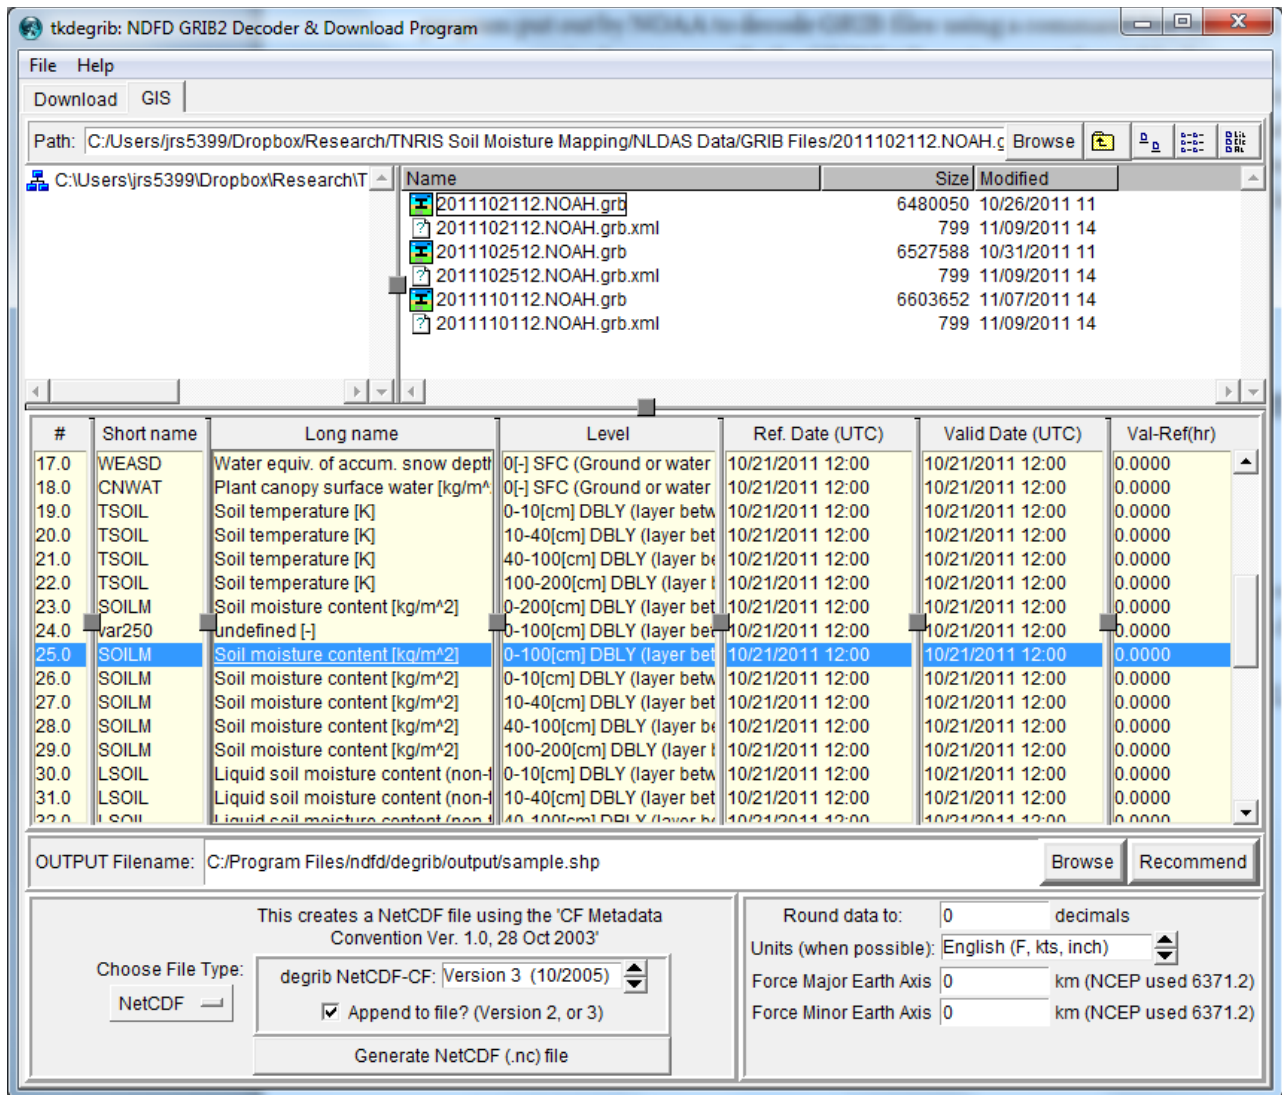 tkdegrib: NDFD GRIB2 Decoder & Download Program
File Help
Download GIS
Path: C:/Users/jrs5399/Dropbox/Research/TNRIS Soil Moisture Mapping/NLDAS Data/GRIB Files/2011102112.NOAH.g Browse
C:\Users\jrs5399\Dropbox\Research\T
Name Size Modified
2011102112.NOAH.grb 6480050 10/26/2011 11
2011102112.NOAH.grb.xml 799 11/09/2011 14
2011102512.NOAH.grb 6527588 10/31/2011 11
2011102512.NOAH.grb.xml 799 11/09/2011 14
2011110112.NOAH.grb 6603652 11/07/2011 14
2011110112.NOAH.grb.xml 799 11/09/2011 14
# Short name Long name Level Ref. Date (UTC) Valid Date (UTC) Val-Ref(hr)
17.0 WEASD Water equiv. of accum. snow depth 0[-] SFC (Ground or water 10/21/2011 12:00 10/21/2011 12:00 0.0000
18.0 CNWAT Plant canopy surface water [kg/m^ 0[-] SFC (Ground or water 10/21/2011 12:00 10/21/2011 12:00 0.0000
19.0 TSOIL Soil temperature [K] 0-10[cm] DBLY (layer betw 10/21/2011 12:00 10/21/2011 12:00 0.0000
20.0 TSOIL Soil temperature [K] 10-40[cm] DBLY (layer bet 10/21/2011 12:00 10/21/2011 12:00 0.0000
21.0 TSOIL Soil temperature [K] 40-100[cm] DBLY (layer be 10/21/2011 12:00 10/21/2011 12:00 0.0000
22.0 TSOIL Soil temperature [K] 100-200[cm] DBLY (layer 10/21/2011 12:00 10/21/2011 12:00 0.0000
23.0 SOILM Soil moisture content [kg/m^2] 0-200[cm] DBLY (layer bet 10/21/2011 12:00 10/21/2011 12:00 0.0000
24.0 var250 undefined [-] 0-100[cm] DBLY (layer bet 10/21/2011 12:00 10/21/2011 12:00 0.0000
25.0 SOILM Soil moisture content [kg/m^2] 0-100[cm] DBLY (layer bet 10/21/2011 12:00 10/21/2011 12:00 0.0000
26.0 SOILM Soil moisture content [kg/m^2] 0-10[cm] DBLY (layer betw 10/21/2011 12:00 10/21/2011 12:00 0.0000
27.0 SOILM Soil moisture content [kg/m^2] 10-40[cm] DBLY (layer bet 10/21/2011 12:00 10/21/2011 12:00 0.0000
28.0 SOILM Soil moisture content [kg/m^2] 40-100[cm] DBLY (layer be 10/21/2011 12:00 10/21/2011 12:00 0.0000
29.0 SOILM Soil moisture content [kg/m^2] 100-200[cm] DBLY (layer 10/21/2011 12:00 10/21/2011 12:00 0.0000
30.0 LSOIL Liquid soil moisture content (non-f 0-10[cm] DBLY (layer betw 10/21/2011 12:00 10/21/2011 12:00 0.0000
31.0 LSOIL Liquid soil moisture content (non-f 10-40[cm] DBLY (layer bet 10/21/2011 12:00 10/21/2011 12:00 0.0000
32.0 LSOIL Liquid soil moisture content (non-f 40-100[cm] DBLY (layer be 10/21/2011 12:00 10/21/2011 12:00 0.0000
OUTPUT Filename: C:/Program Files/ndfd/degrib/output/sample.shp Browse Recommend
This creates a NetCDF file using the 'CF Metadata
Convention Ver. 1.0, 28 Oct 2003'
Choose File Type:
NetCDF
degrib NetCDF-CF: Version 3 (10/2005)
Append to file? (Version 2, or 3)
Generate NetCDF (.nc) file
Round data to: 0 decimals
Units (when possible): English (F, kts, inch)
Force Major Earth Axis 0 km (NCEP used 6371.2)
Force Minor Earth Axis 0 km (NCEP used 6371.2)